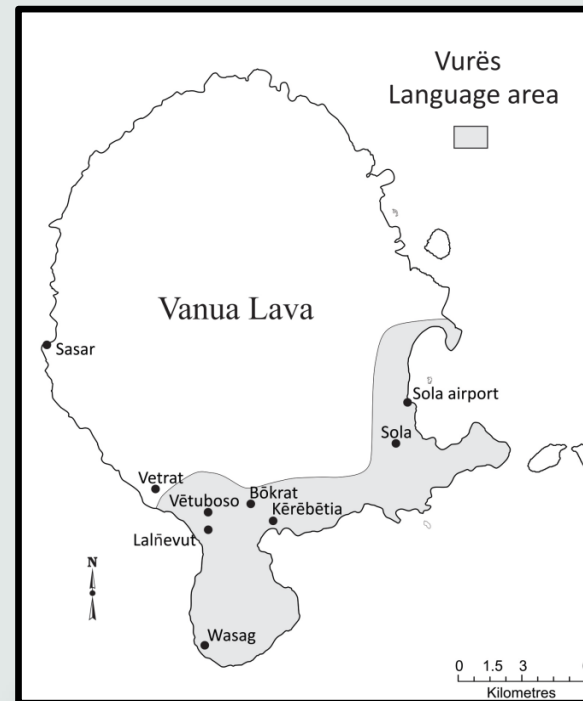 Vurës
Language area
Vanua Lava
Sasar
Sola airport
Sola
Vetrat
Bōkrat
Vētuboso
Kērēbētia
Lalñevut
N
Wasag
0 1.5 3
Kilometres